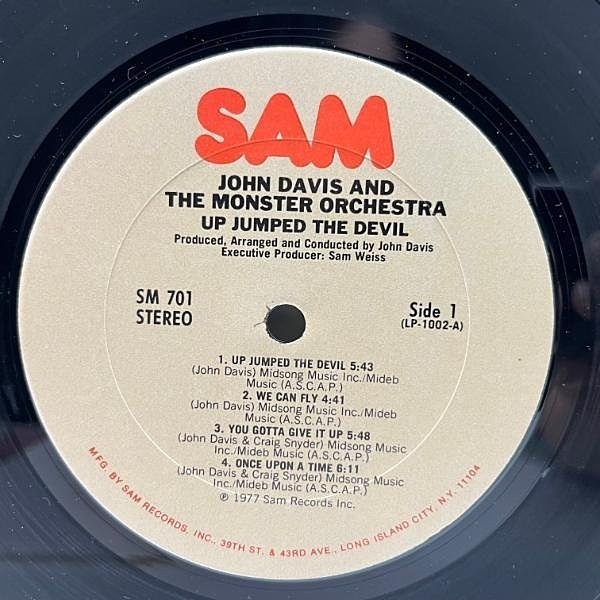 SAM
JOHN DAVIS AND
THE MONSTER ORCHESTRA
UP JUMPED THE DEVIL
Produced, Arranged and Conducted by John Davis
Executive Producer: Sam Weiss
SM 701
STEREO
Side 1
(LP-1002-A)
1. UP JUMPED THE DEVIL 5:43
(John Davis) Midsong Music Inc./Mideb
Music (A.S.C.A.P.)
2. WE CAN FLY 4:41
(John Davis) Midsong Music Inc./Mideb
Music (A.S.C.A.P.)
3. YOU GOTTA GIVE IT UP 5:48
(John Davis & Craig Snyder) Midsong Music
Inc./Mideb Music (A.S.C.A.P.)
4. ONCE UPON A TIME 6:11
(John Davis & Craig Snyder) Midsong Music
Inc./Mideb Music (A.S.C.A.P.)
℗ 1977 Sam Records Inc.
MFG. BY SAM RECORDS, INC., 39TH ST. & 43RD AVE., LONG ISLAND CITY, N.Y. 11104